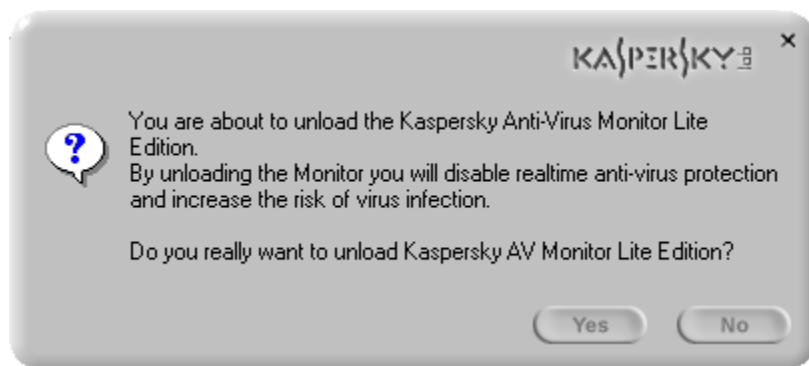 KASPERSKY lab
You are about to unload the Kaspersky Anti-Virus Monitor Lite
Edition.
By unloading the Monitor you will disable realtime anti-virus protection
and increase the risk of virus infection.
Do you really want to unload Kaspersky AV Monitor Lite Edition?
Yes No